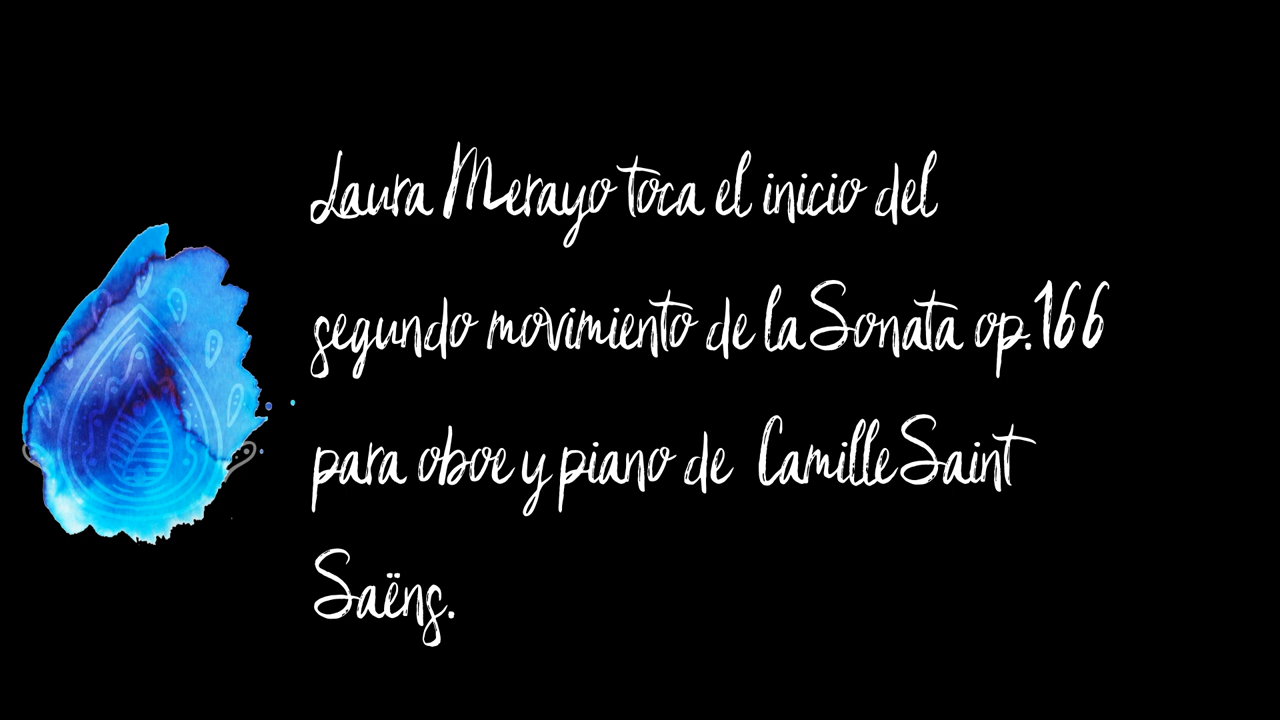 Laura Merayo toca el inicio del
segundo movimiento de la Sonata op.166
para oboe y piano de Camille Saint
Saëns.